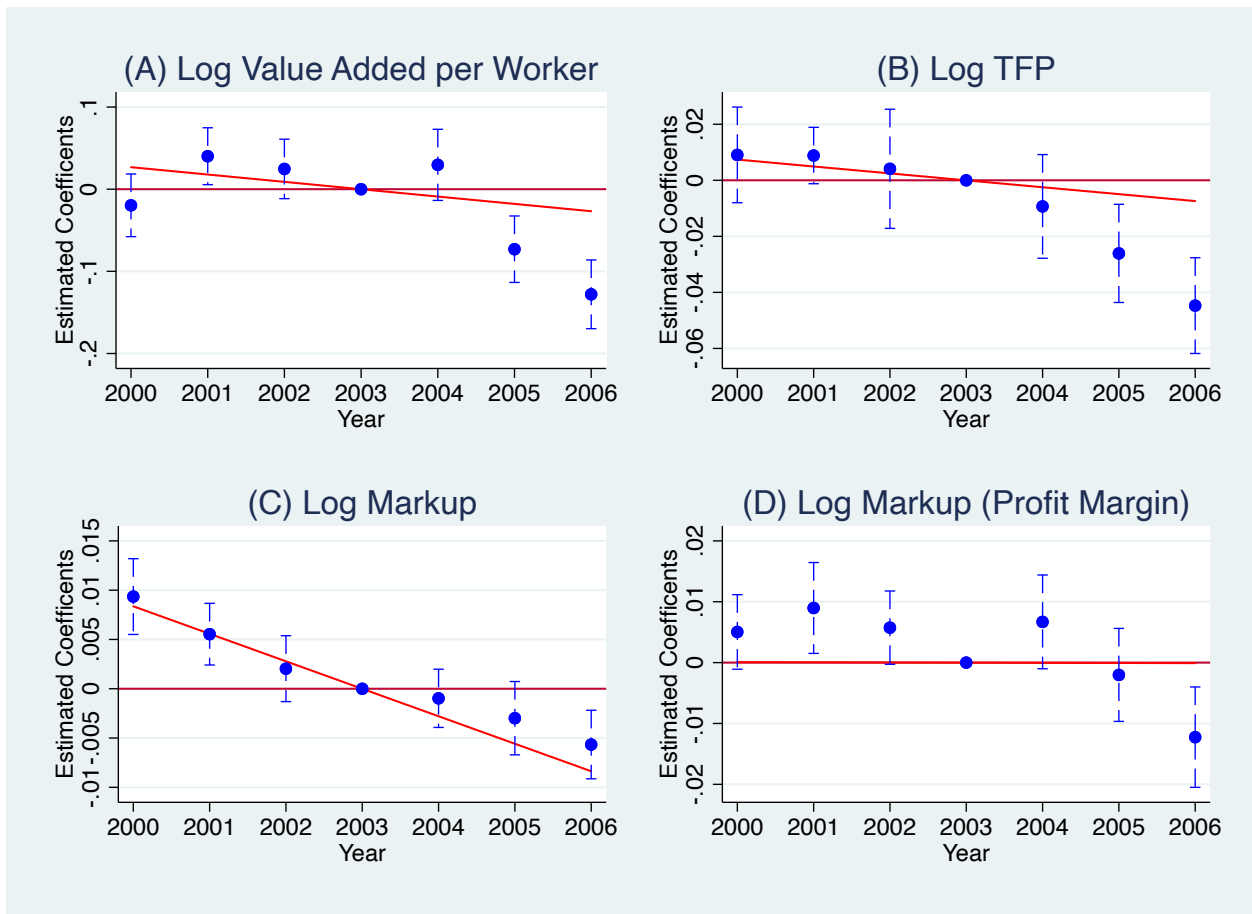 (A) Log Value Added per Worker
Estimated Coefficents
.1
0
-.1
-.2
2000 2001 2002 2003 2004 2005 2006
Year
(B) Log TFP
Estimated Coefficents
.02
0
-.02
-.04
-.06
2000 2001 2002 2003 2004 2005 2006
Year
(C) Log Markup
Estimated Coefficents
.015
.01
.005
0
-.005
-.01
2000 2001 2002 2003 2004 2005 2006
Year
(D) Log Markup (Profit Margin)
Estimated Coefficents
.02
.01
0
-.01
-.02
2000 2001 2002 2003 2004 2005 2006
Year